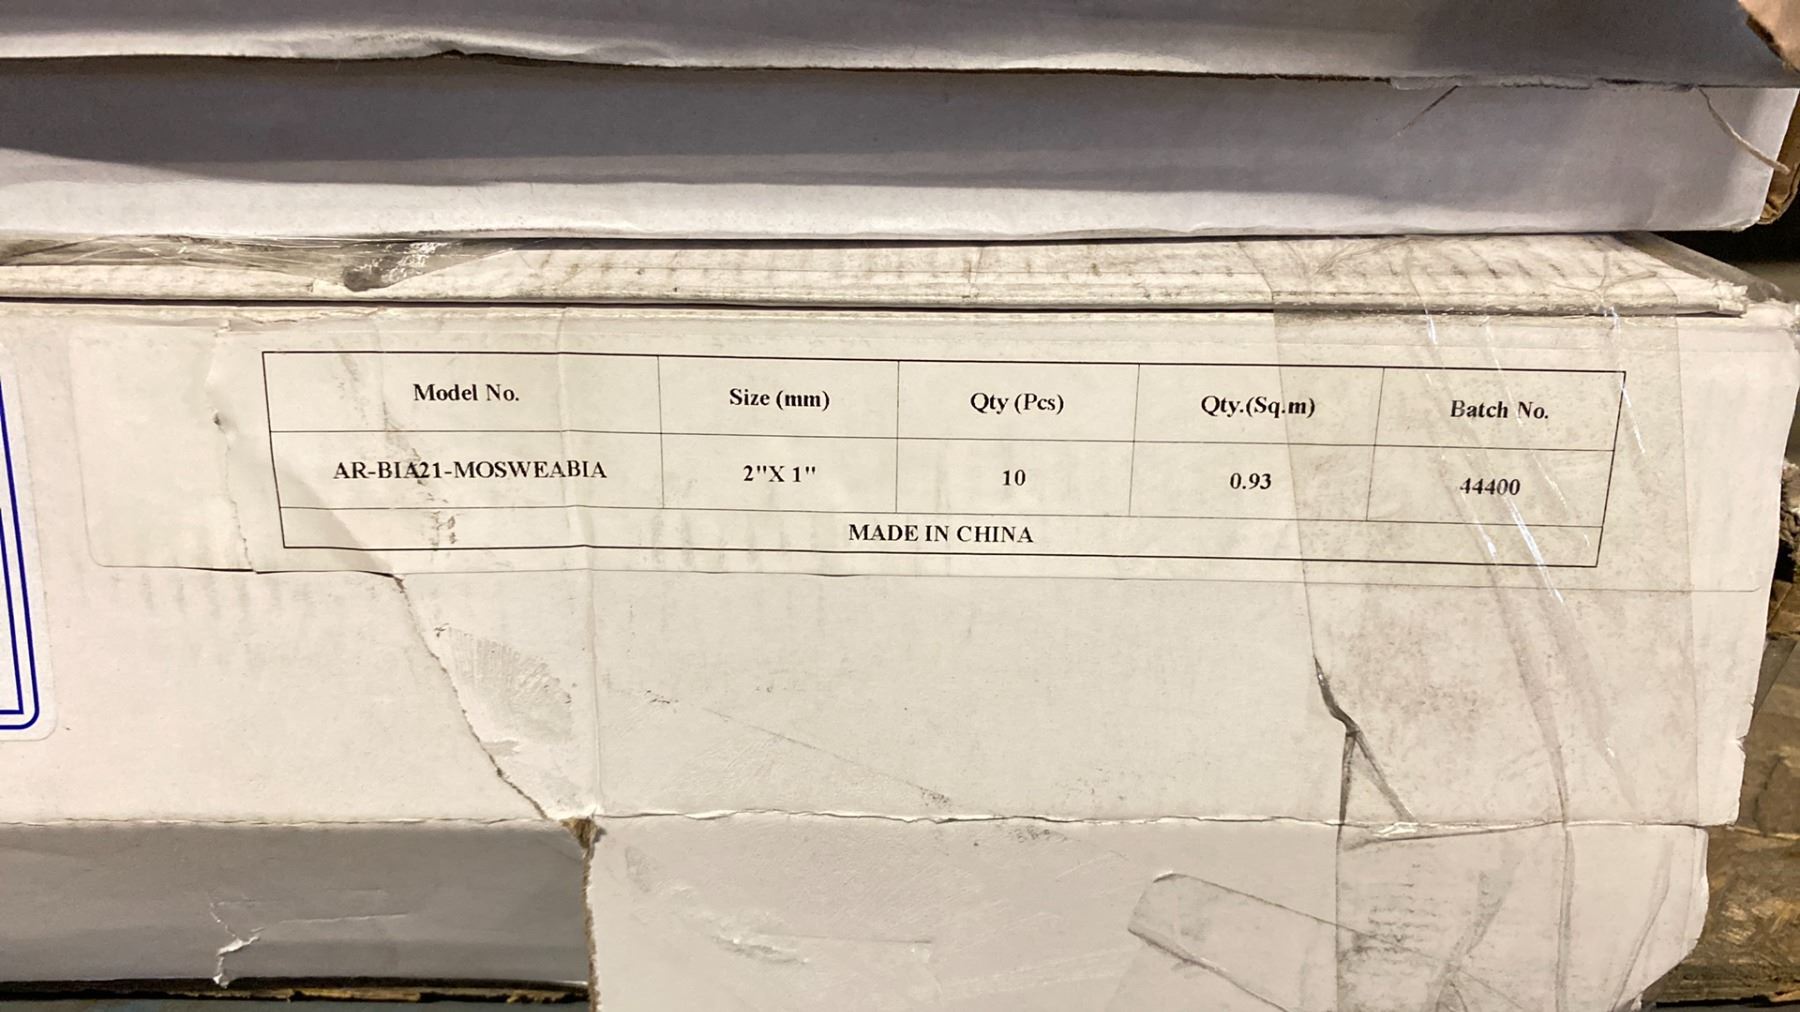 Model No. Size (mm) Qty (Pcs) Qty.(Sq.m) Batch No.
AR-BIA21-MOSWEABIA 2"X 1" 10 0.93 44400
MADE IN CHINA